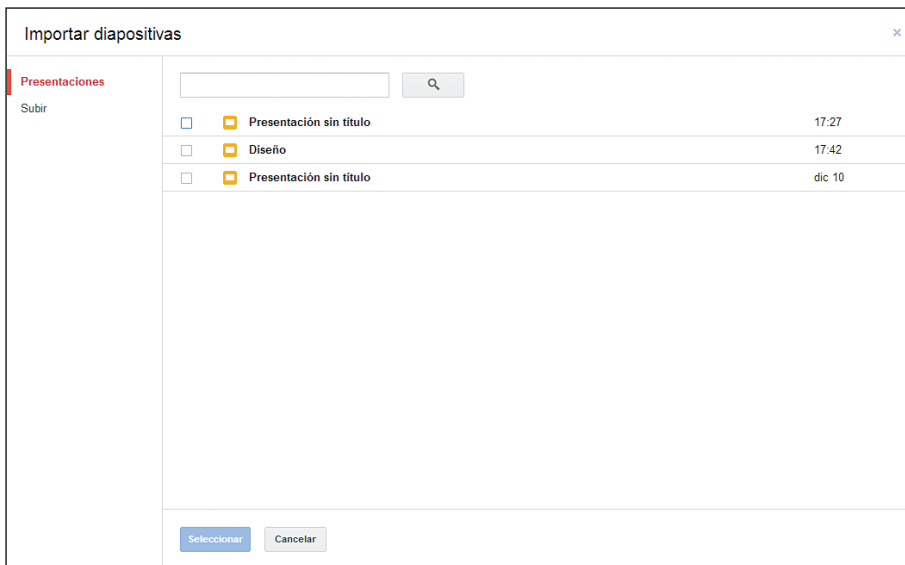 Importar diapositivas
×
Presentaciones
Subir
Presentación sin título 17:27
Diseño 17:42
Presentación sin título dic 10
Seleccionar Cancelar